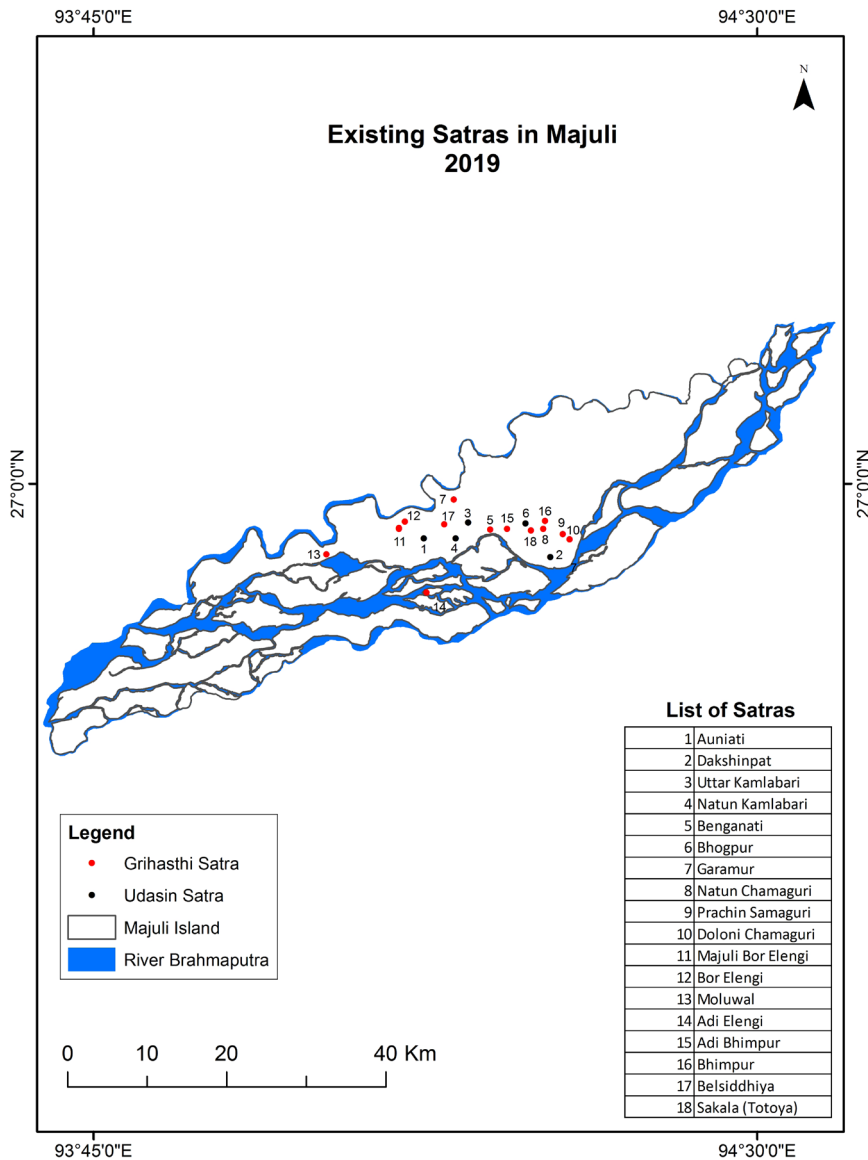 93°45'0"E
94°30'0"E
N
Existing Satras in Majuli
2019
27°0'0"N
27°0'0"N
7
12
17
3
5
15
6
16
9
10
11
1
4
18
8
2
13
14
List of Satras
1 Auniati
2 Dakshinpat
3 Uttar Kamlabari
4 Natun Kamlabari
5 Benganati
6 Bhogpur
7 Garamur
8 Natun Chamaguri
9 Prachin Samaguri
10 Doloni Chamaguri
11 Majuli Bor Elengi
12 Bor Elengi
13 Moluwal
14 Adi Elengi
15 Adi Bhimpur
16 Bhimpur
17 Belsiddhiya
18 Sakala (Totoya)
Legend
Grihasthi Satra
Udasin Satra
Majuli Island
River Brahmaputra
0 10 20 40 Km
93°45'0"E
94°30'0"E